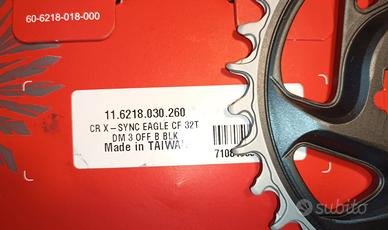 60-6218-018-000
11.6218.030.260
CR X-SYNC EAGLE CF 32T
DM 3 OFF B BLK
Made in TAIWAN
subito